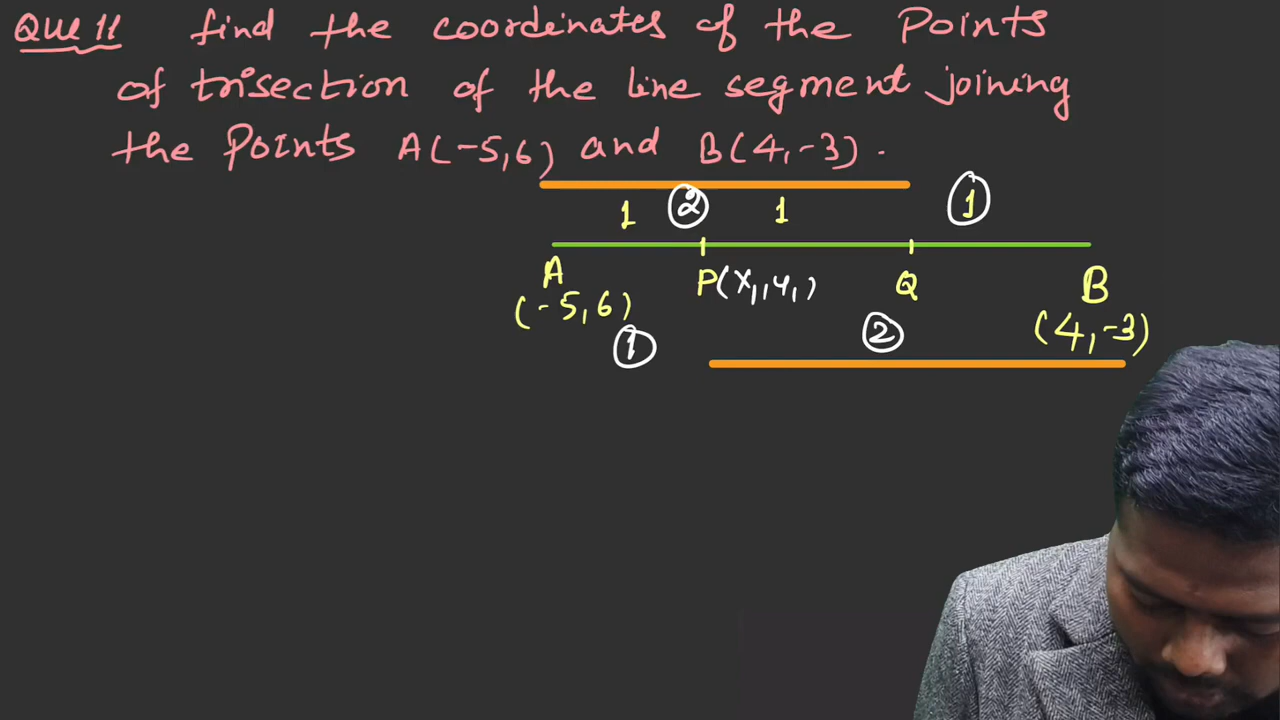 Que 11 find the coordinates of the Points
of trisection of the line segment joining
the Points A(-5,6) and B(4,-3).
1 2 1 1
A P(x₁,y₁) Q B
(-5,6) (4,-3)
1 2